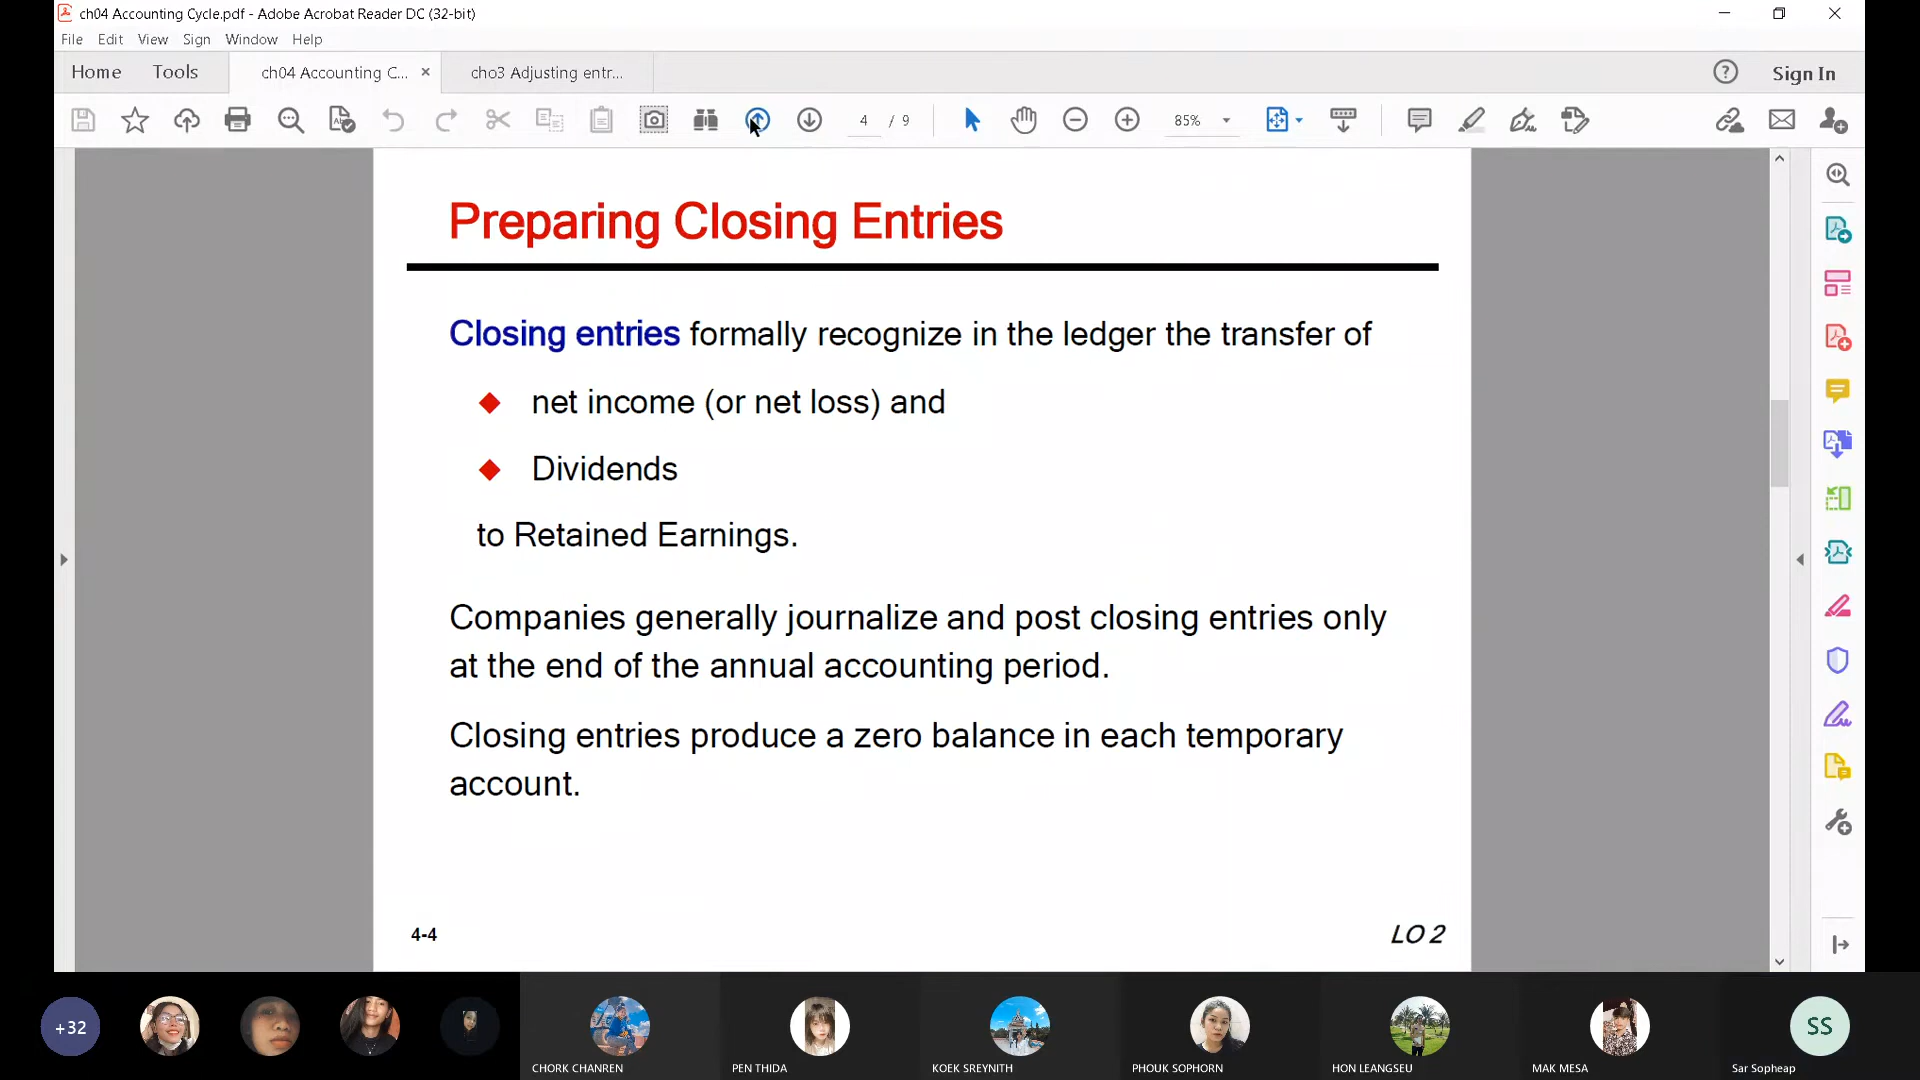 ch04 Accounting Cycle.pdf - Adobe Acrobat Reader DC (32-bit)
File Edit View Sign Window Help
Home Tools ch04 Accounting C... × cho3 Adjusting entr... ? Sign In
4 / 9 85%
Preparing Closing Entries
Closing entries formally recognize in the ledger the transfer of
net income (or net loss) and
Dividends
to Retained Earnings.
Companies generally journalize and post closing entries only
at the end of the annual accounting period.
Closing entries produce a zero balance in each temporary
account.
4-4 LO 2
+32 SS
CHORK CHANREN PEN THIDA KOEK SREYNITH PHOUK SOPHORN HON LEANGSEU MAK MESA Sar Sopheap